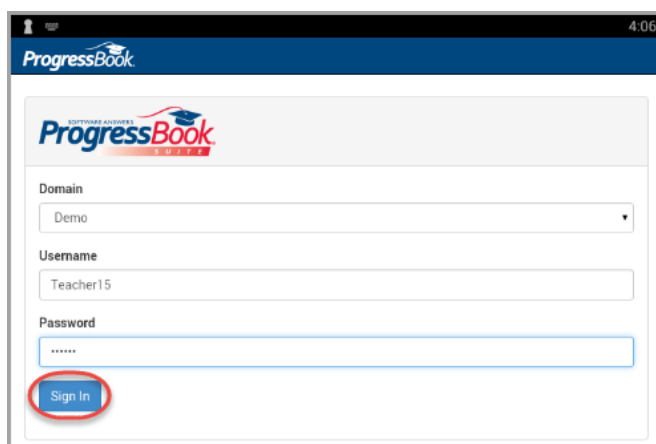 4:06
ProgressBook
SOFTWARE ANSWERS
ProgressBook
SUITE
Domain
Demo
Username
Teacher15
Password
••••••
Sign In